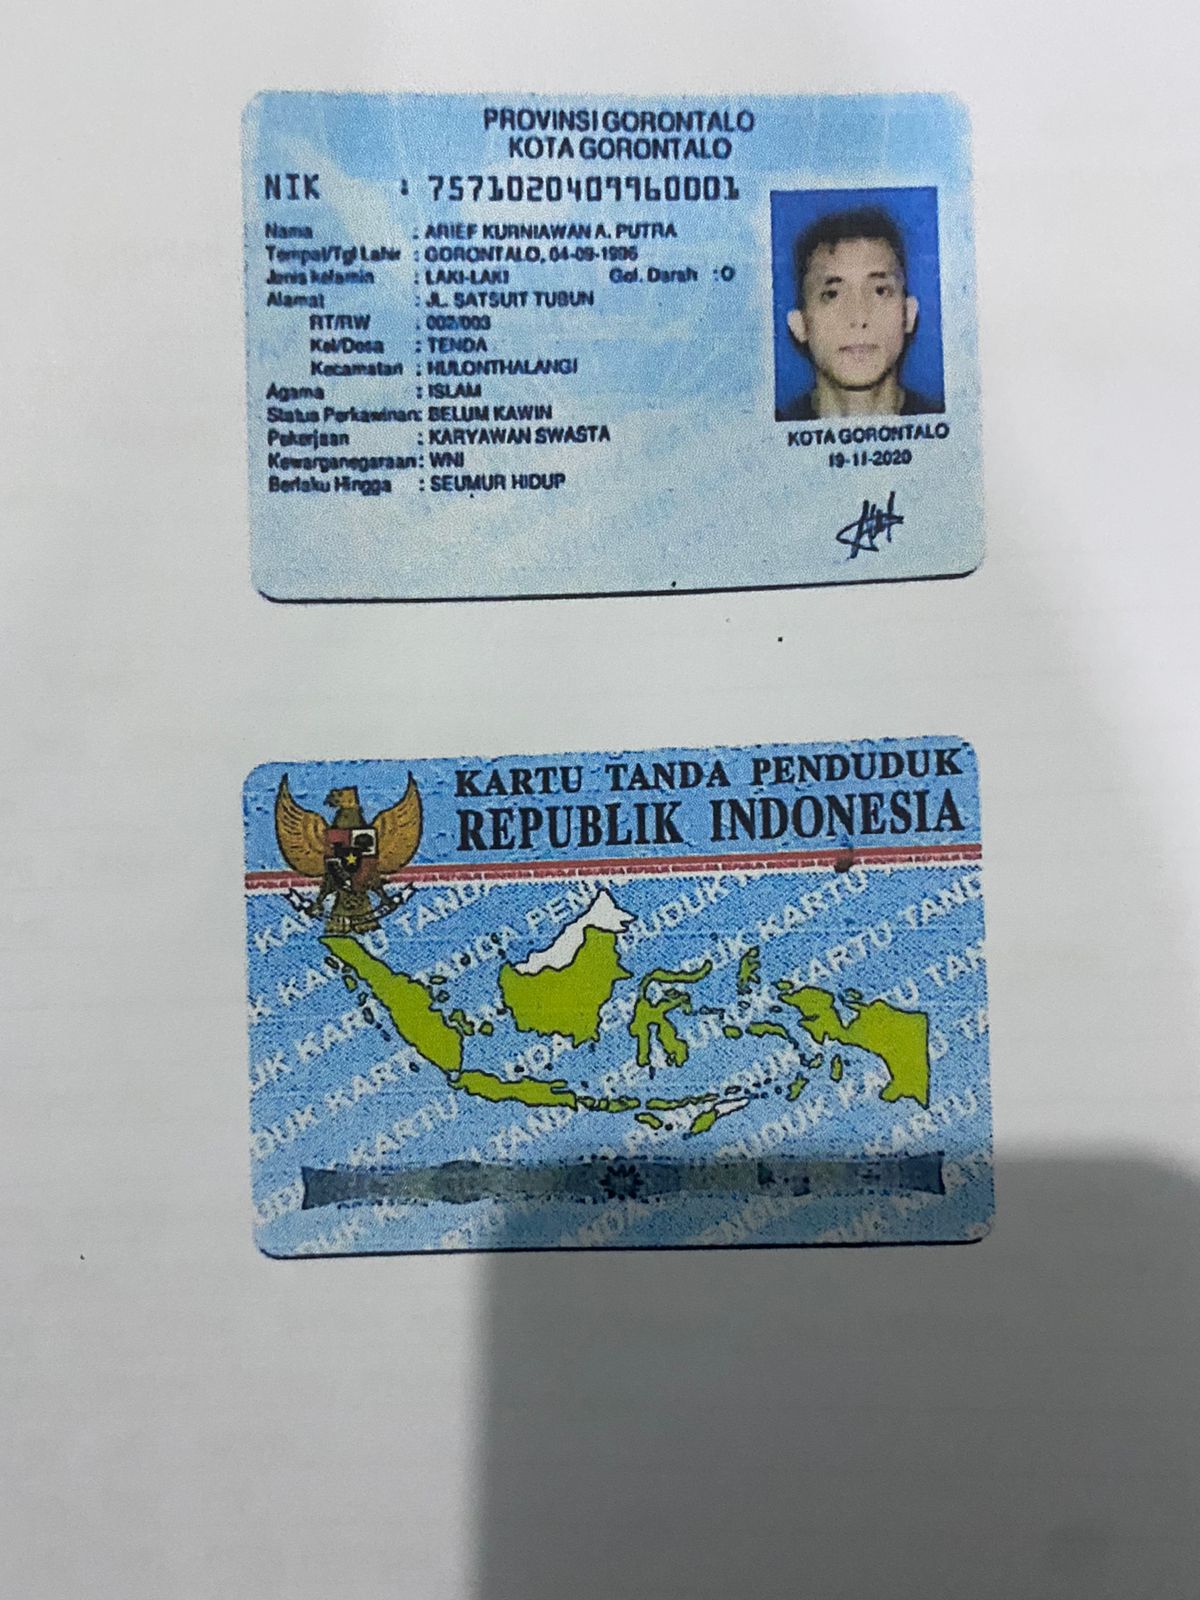 PROVINSI GORONTALO
KOTA GORONTALO
NIK : 7571020409960001
Nama : ARIEF KURNIAWAN A. PUTRA
Tempat/Tgl Lahir : GORONTALO, 04-09-1996
Jenis kelamin : LAKI-LAKI Gol. Darah : O
Alamat : JL. SATSUIT TUBUN
RT/RW : 002/003
Kel/Desa : TENDA
Kecamatan : HULONTHALANGI
Agama : ISLAM
Status Perkawinan: BELUM KAWIN
Pekerjaan : KARYAWAN SWASTA
Kewarganegaraan: WNI
Berlaku Hingga : SEUMUR HIDUP
KOTA GORONTALO
19-11-2020
KARTU TANDA PENDUDUK
REPUBLIK INDONESIA